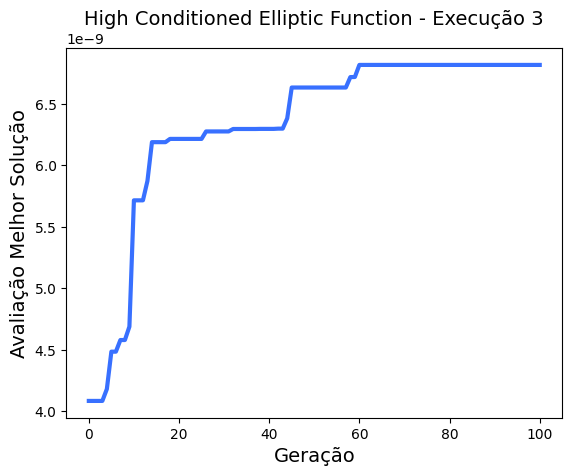 High Conditioned Elliptic Function - Execução 3
1e−9
Avaliação Melhor Solução
6.5
6.0
5.5
5.0
4.5
4.0
0 20 40 60 80 100
Geração